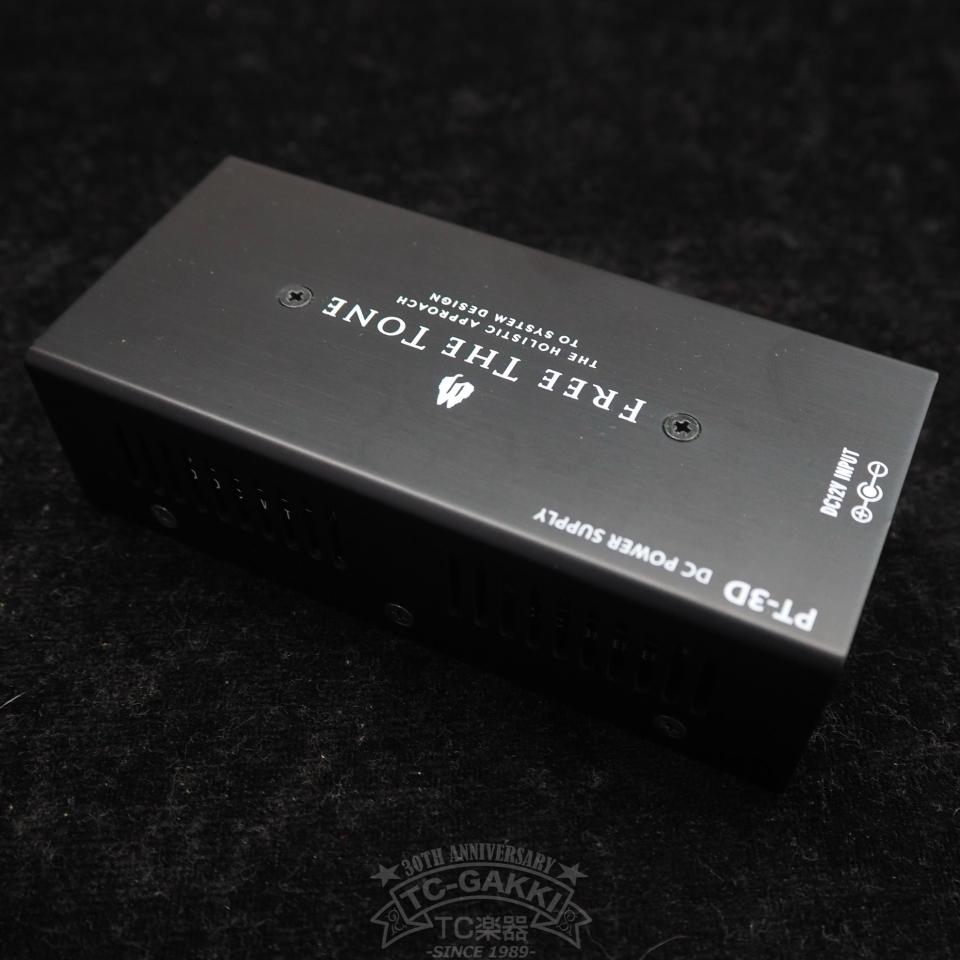 FREE THE TONE
THE HOLISTIC APPROACH
TO SYSTEM DESIGN
DC12V INPUT
PT-3D DC POWER SUPPLY
30TH ANNIVERSARY
TC-GAKKI
TC楽器
-SINCE 1989-